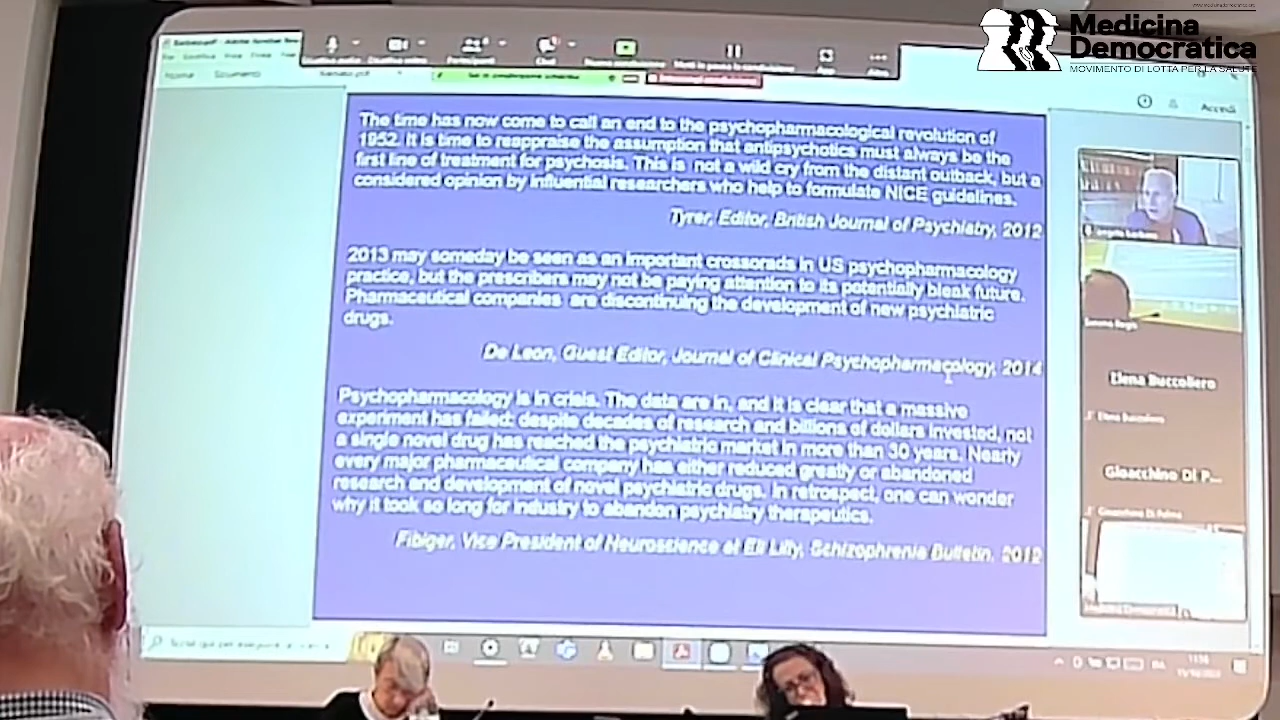 Medicina
Democratica
MOVIMENTO DI LOTTA PER LA SALUTE
Accedi
The time has now come to call an end to the psychopharmacological revolution of
1952. It is time to reappraise the assumption that antipsychotics must always be the
first line of treatment for psychosis. This is not a wild cry from the distant outback, but a
considered opinion by influential researchers who help to formulate NICE guidelines.
Tyrer, Editor, British Journal of Psychiatry, 2012
2013 may someday be seen as an important crossorads in US psychopharmacology
practice, but the prescribers may not be paying attention to its potentially bleak future.
Pharmaceutical companies are discontinuing the development of new psychiatric
drugs.
De Leon, Guest Editor, Journal of Clinical Psychopharmacology, 2014
Psychopharmacology is in crisis. The data are in, and it is clear that a massive
experiment has failed: despite decades of research and billions of dollars invested, not
a single novel drug has reached the psychiatric market in more than 30 years. Nearly
every major pharmaceutical company has either reduced greatly or abandoned
research and development of novel psychiatric drugs. In retrospect, one can wonder
why it took so long for industry to abandon psychiatry therapeutics.
Fibiger, Vice President of Neuroscience at Eli Lilly, Schizophrenia Bulletin, 2012
Elena Buccoliero
Gioacchino Di P...